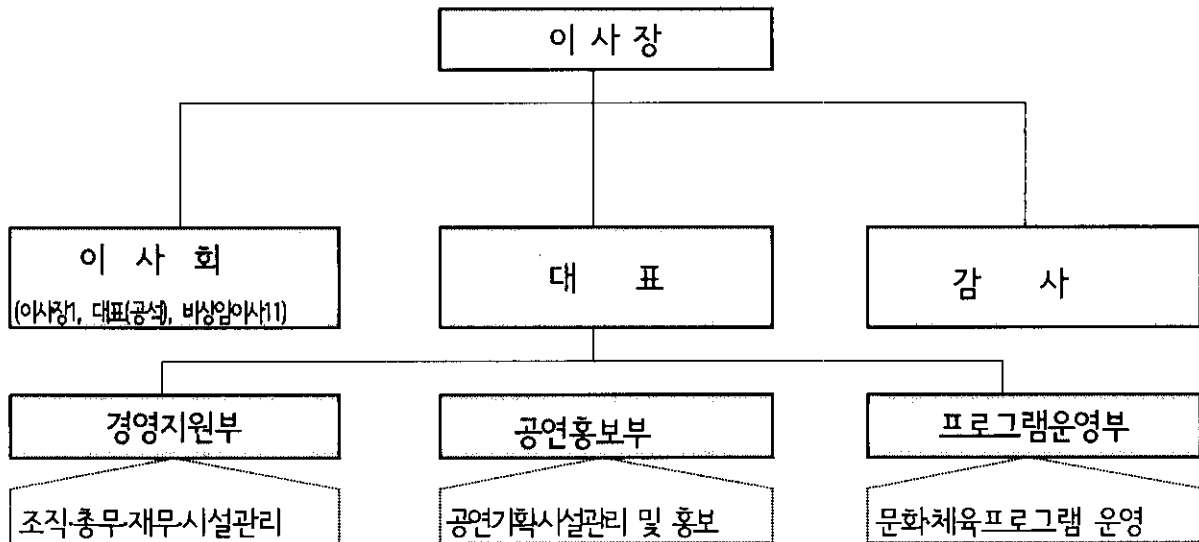 이 사 장
이 사 회
(이사장1, 대표(공석), 비상임이사11)
대 표
감 사
경영지원부
공연홍보부
프로그램운영부
조직·총무·재무·시설관리
공연기획·시설관리 및 홍보
문화·체육프로그램 운영